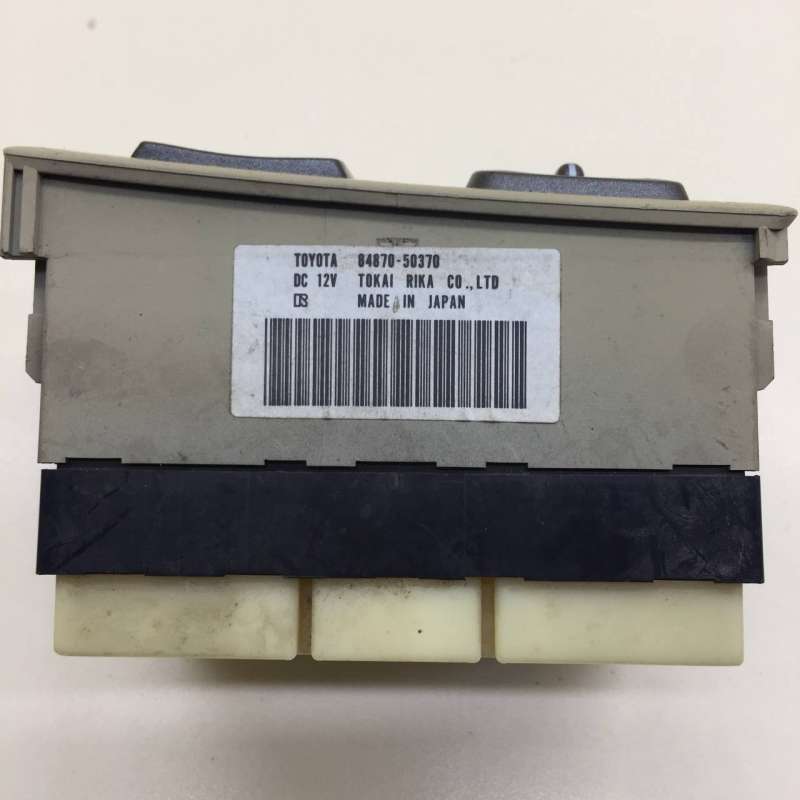 TOYOTA 84870-50370
DC 12V TOKAI RIKA CO.,LTD
MADE IN JAPAN